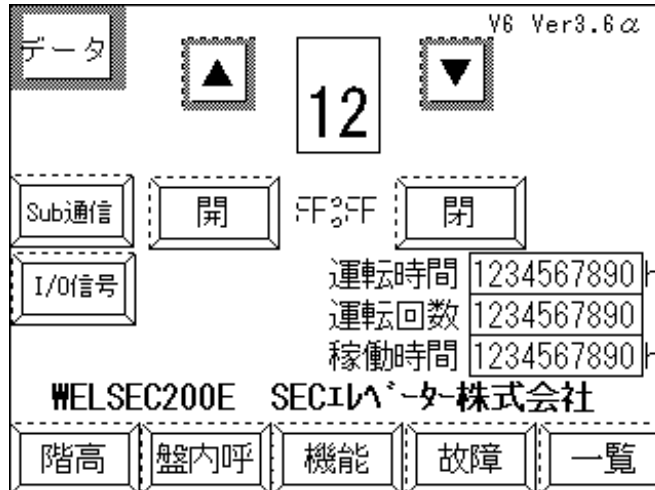 V6 Ver3.6α
データ
▲
12
▼
Sub通信
開
閉
I/O信号
運転時間 1234567890 h
運転回数 1234567890
稼働時間 1234567890 h
WELSEC200E SECエレベーター株式会社
階高
盤内呼
機能
故障
一覧